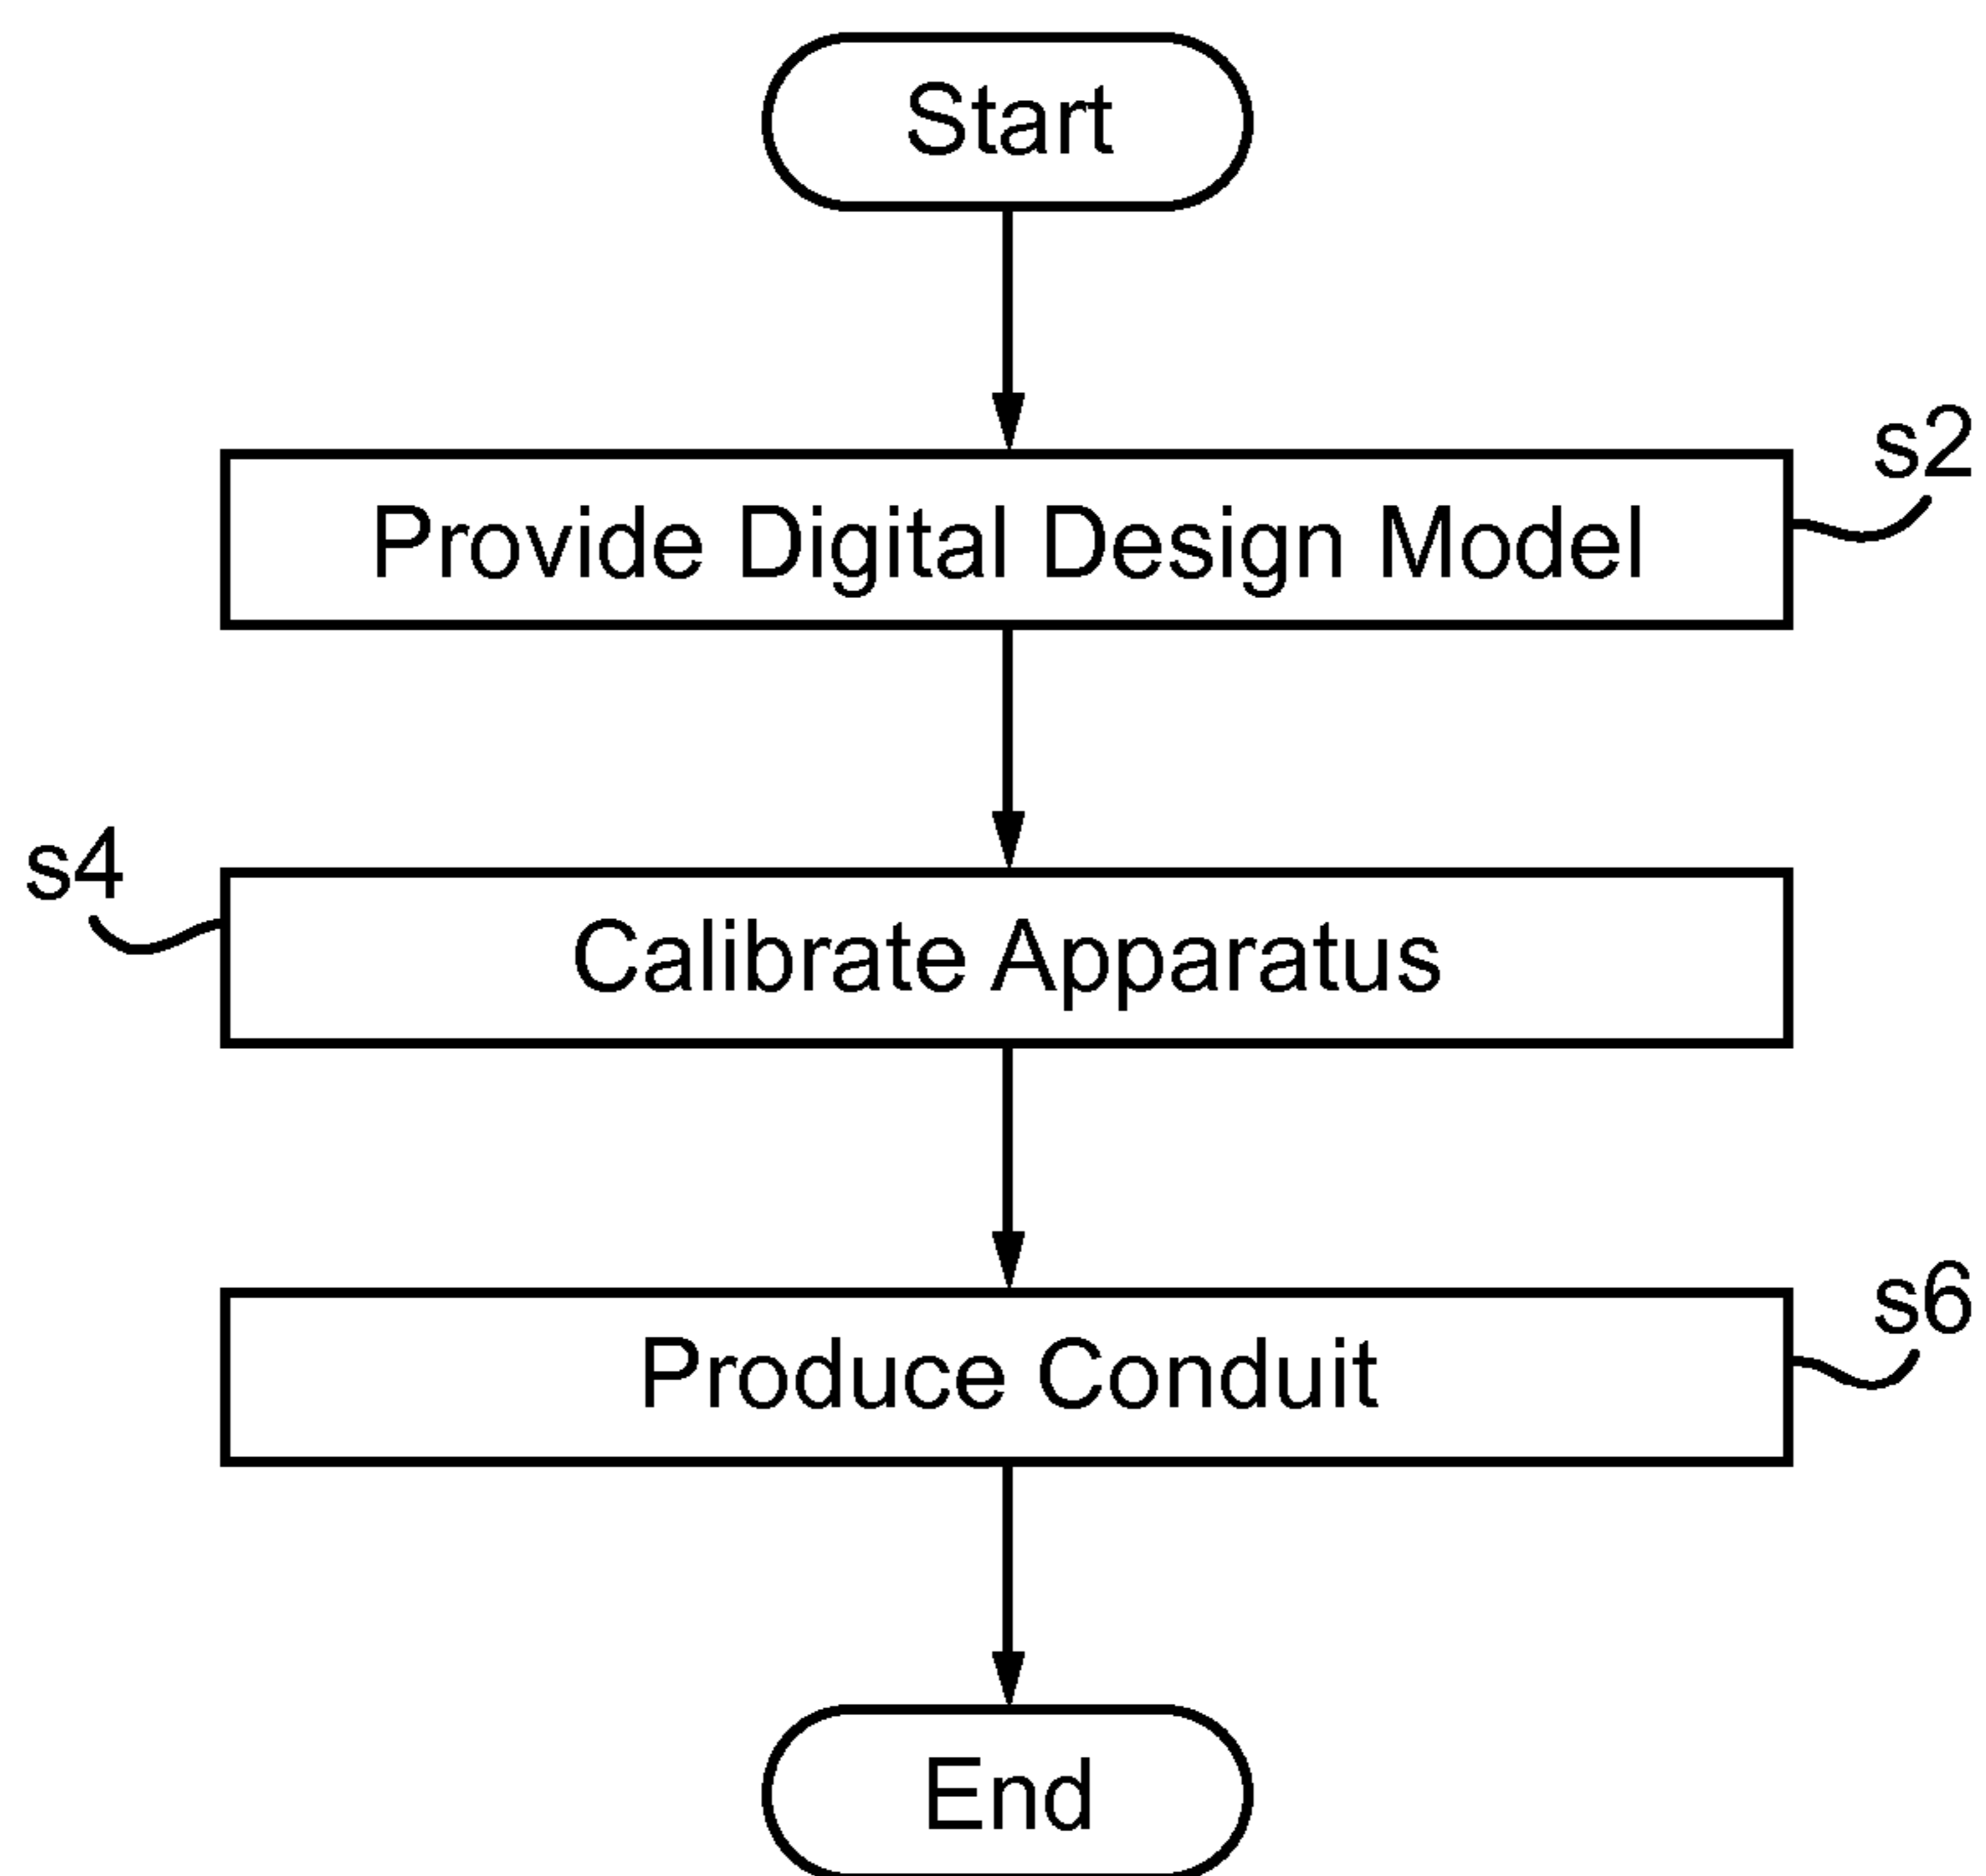 Start
s2
Provide Digital Design Model
s4
Calibrate Apparatus
s6
Produce Conduit
End